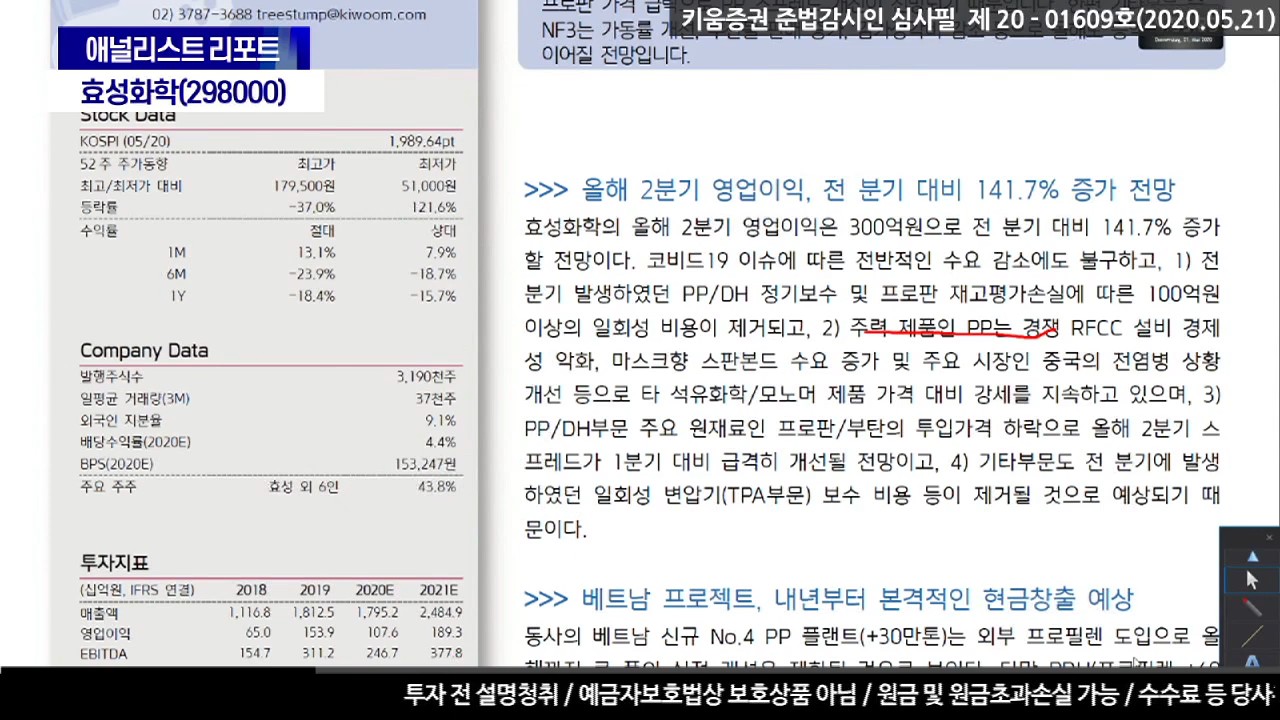 02) 3787-3688 treestump@kiwoom.com
키움증권 준법감시인 심사필 제 20 - 01609호(2020.05.21)
애널리스트 리포트
효성화학(298000)
NF3는 가동률
이어질 전망입니다.
Stock Data
KOSPI (05/20) 1,989.64pt
52 주 주가동향 최고가 최저가
최고/최저가 대비 179,500원 51,000원
등락률 -37.0% 121.6%
수익률 절대 상대
1M 13.1% 7.9%
6M -23.9% -18.7%
1Y -18.4% -15.7%
Company Data
발행주식수 3,190천주
일평균 거래량(3M) 37천주
외국인 지분율 9.1%
배당수익률(2020E) 4.4%
BPS(2020E) 153,247원
주요 주주 효성 외 6인 43.8%
투자지표
(십억원, IFRS 연결) 2018 2019 2020E 2021E
매출액 1,116.8 1,812.5 1,795.2 2,484.9
영업이익 65.0 153.9 107.6 189.3
EBITDA 154.7 311.2 246.7 377.8
>>> 올해 2분기 영업이익, 전 분기 대비 141.7% 증가 전망
효성화학의 올해 2분기 영업이익은 300억원으로 전 분기 대비 141.7% 증가
할 전망이다. 코비드19 이슈에 따른 전반적인 수요 감소에도 불구하고, 1) 전
분기 발생하였던 PP/DH 정기보수 및 프로판 재고평가손실에 따른 100억원
이상의 일회성 비용이 제거되고, 2) 주력 제품인 PP는 경쟁 RFCC 설비 경제
성 악화, 마스크향 스판본드 수요 증가 및 주요 시장인 중국의 전염병 상황
개선 등으로 타 석유화학/모노머 제품 가격 대비 강세를 지속하고 있으며, 3)
PP/DH부문 주요 원재료인 프로판/부탄의 투입가격 하락으로 올해 2분기 스
프레드가 1분기 대비 급격히 개선될 전망이고, 4) 기타부문도 전 분기에 발생
하였던 일회성 변압기(TPA부문) 보수 비용 등이 제거될 것으로 예상되기 때
문이다.
>>> 베트남 프로젝트, 내년부터 본격적인 현금창출 예상
동사의 베트남 신규 No.4 PP 플랜트(+30만톤)는 외부 프로필렌 도입으로 올
투자 전 설명청취 / 예금자보호법상 보호상품 아님 / 원금 및 원금초과손실 가능 / 수수료 등 당사